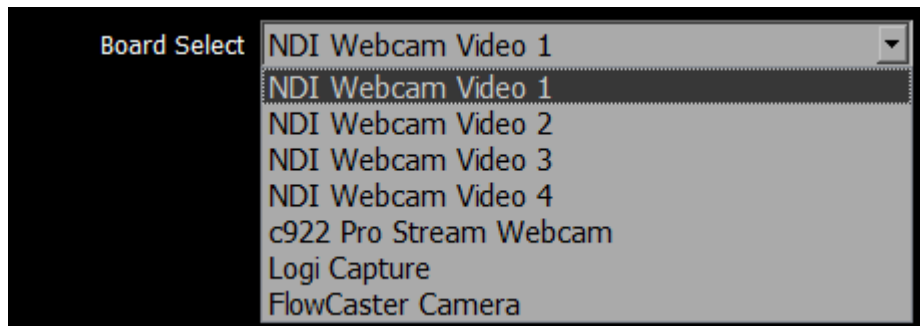 Board Select NDI Webcam Video 1
NDI Webcam Video 1
NDI Webcam Video 2
NDI Webcam Video 3
NDI Webcam Video 4
c922 Pro Stream Webcam
Logi Capture
FlowCaster Camera